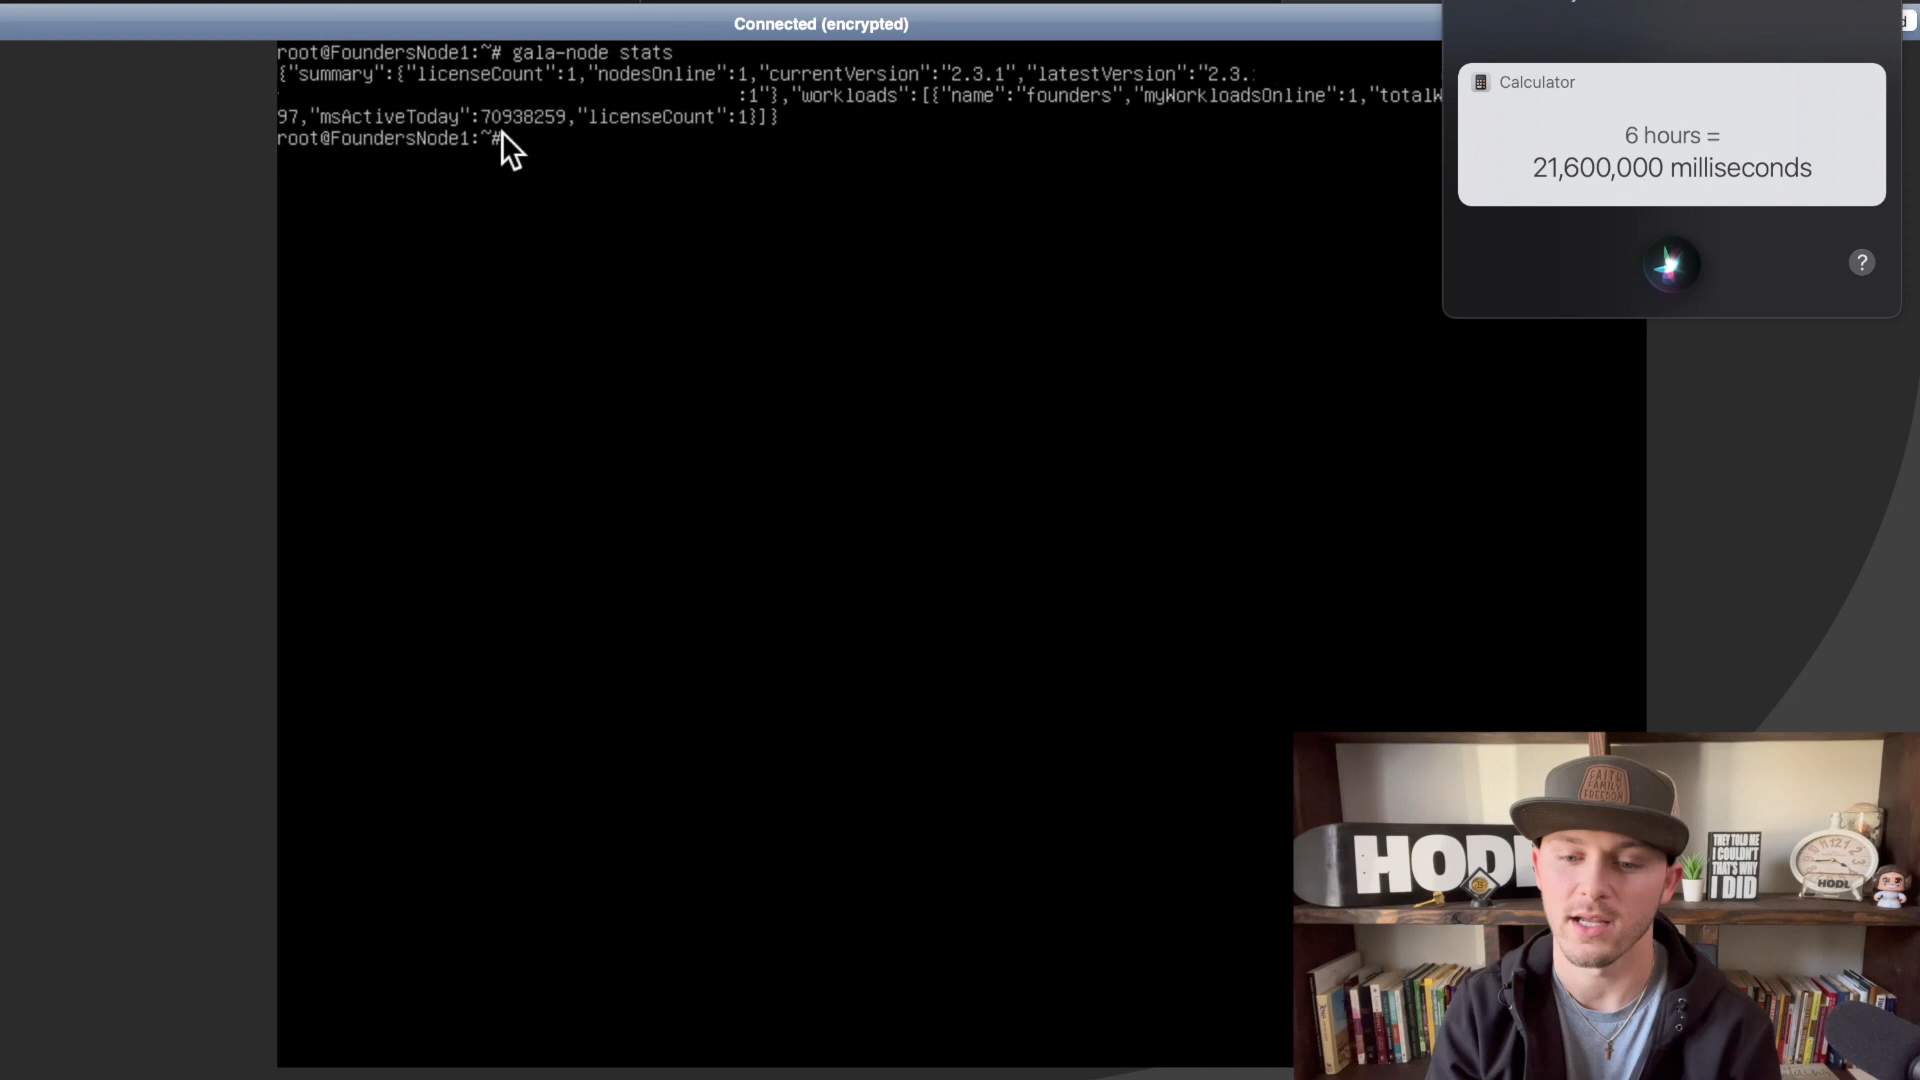 Connected (encrypted)
root@FoundersNode1:~# gala-node stats
{"summary":{"licenseCount":1,"nodesOnline":1,"currentVersion":"2.3.1","latestVersion":"2.3.
:1"},"workloads":[{"name":"founders","myWorkloadsOnline":1,"totalW
97,"msActiveToday":70938259,"licenseCount":1}]}
root@FoundersNode1:~#
Calculator
6 hours =
21,600,000 milliseconds
?
FAITH
FAMILY
FREEDOM
HODL
THEY TOLD ME
I COULDN'T
THAT'S WHY
I DID
HODL